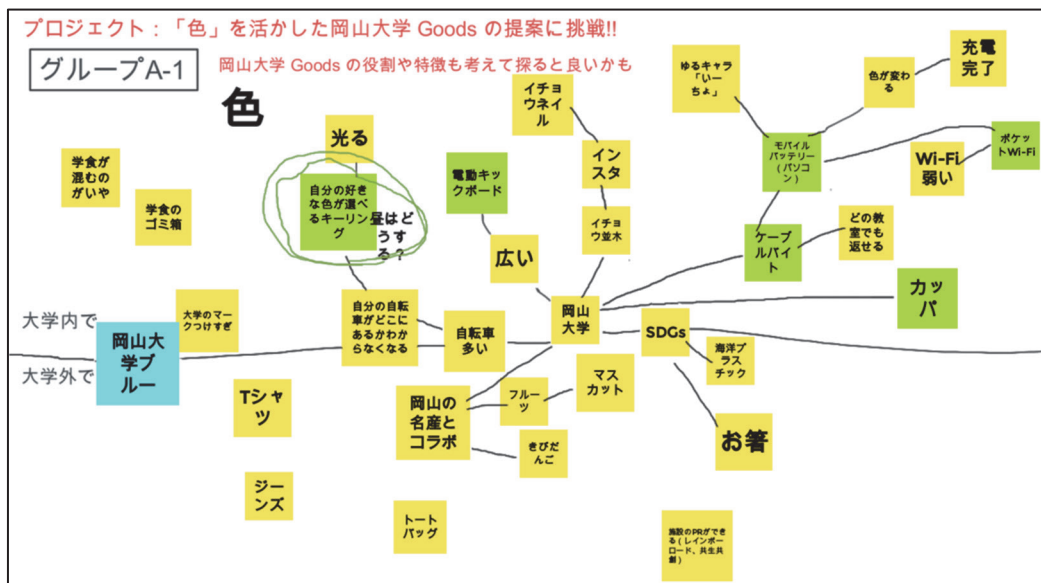 プロジェクト：「色」を活かした岡山大学 Goods の提案に挑戦!!
グループA-1
岡山大学 Goods の役割や特徴も考えて探ると良いかも
色
光る
自分の好き
な色が選べ
るキーリン
グ
昼はど
うす
る？
学食が
混むの
がいや
学食の
ゴミ箱
電動キッ
クボード
広い
イチョ
ウネイ
ル
イン
スタ
イチョ
ウ並木
ゆるキャラ
「いー
ちょ」
色が変わ
る
充電
完了
モバイル
バッテリー
(パソコ
ン)
Wi-Fi
弱い
ポケッ
トWi-Fi
ケーブ
ルバイ
ト
どの教
室でも
返せる
カッ
パ
大学内で
大学外で
岡山大
学ブ
ルー
大学のマー
クつけすぎ
自分の自転
車がどこに
あるかわか
らなくなる
自転車
多い
岡山
大学
SDGs
海洋プ
ラス
チック
お箸
Tシャ
ツ
ジー
ンズ
岡山の
名産と
コラボ
フルー
ツ
マス
カット
きびだ
んご
トート
バッグ
施設のPRができ
る(レインボー
ロード、共生共
創)